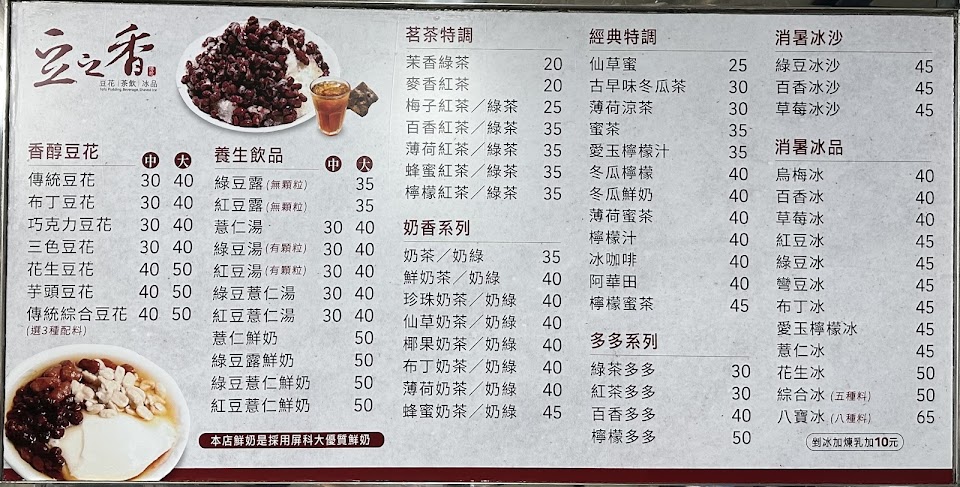 豆之香
豆花|茶飲|冰品
香醇豆花 中 大
傳統豆花 30 40
布丁豆花 30 40
巧克力豆花 30 40
三色豆花 30 40
花生豆花 40 50
芋頭豆花 40 50
傳統綜合豆花 40 50
(選3種配料)
養生飲品 中 大
綠豆露(無顆粒) 35
紅豆露(無顆粒) 35
薏仁湯 30 40
綠豆湯(有顆粒) 30 40
紅豆湯(有顆粒) 30 40
綠豆薏仁湯 30 40
紅豆薏仁湯 30 40
薏仁鮮奶 50
綠豆露鮮奶 50
綠豆薏仁鮮奶 50
紅豆薏仁鮮奶 50
本店鮮奶是採用屏科大優質鮮奶
茗茶特調
茉香綠茶 20
麥香紅茶 20
梅子紅茶／綠茶 25
百香紅茶／綠茶 35
薄荷紅茶／綠茶 35
蜂蜜紅茶／綠茶 35
檸檬紅茶／綠茶 35
奶香系列
奶茶／奶綠 35
鮮奶茶／奶綠 40
珍珠奶茶／奶綠 40
仙草奶茶／奶綠 40
椰果奶茶／奶綠 40
布丁奶茶／奶綠 40
薄荷奶茶／奶綠 40
蜂蜜奶茶／奶綠 45
經典特調
仙草蜜 25
古早味冬瓜茶 30
薄荷涼茶 30
蜜茶 35
愛玉檸檬汁 35
冬瓜檸檬 40
冬瓜鮮奶 40
薄荷蜜茶 40
檸檬汁 40
冰咖啡 40
阿華田 40
檸檬蜜茶 45
多多系列
綠茶多多 30
紅茶多多 30
百香多多 40
檸檬多多 50
消暑冰沙
綠豆冰沙 45
百香冰沙 45
草莓冰沙 45
消暑冰品
烏梅冰 40
百香冰 40
草莓冰 40
紅豆冰 45
綠豆冰 45
彎豆冰 45
布丁冰 45
愛玉檸檬冰 45
薏仁冰 45
花生冰 50
綜合冰(五種料) 50
八寶冰(八種料) 65
剉冰加煉乳加10元